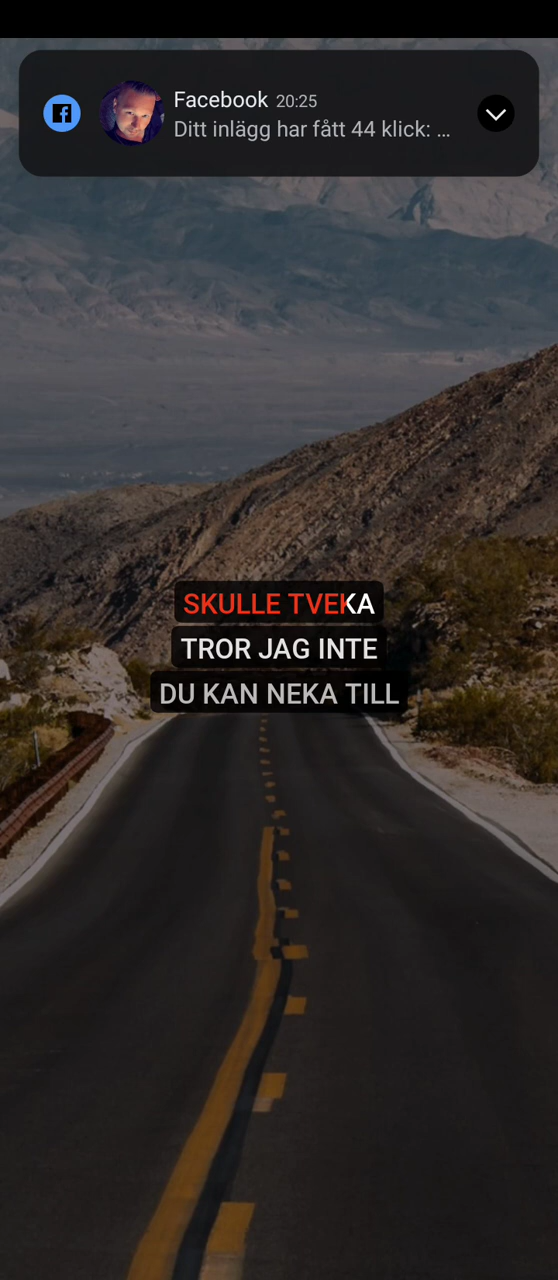 Facebook 20:25
Ditt inlägg har fått 44 klick: ...
SKULLE TVEKA
TROR JAG INTE
DU KAN NEKA TILL